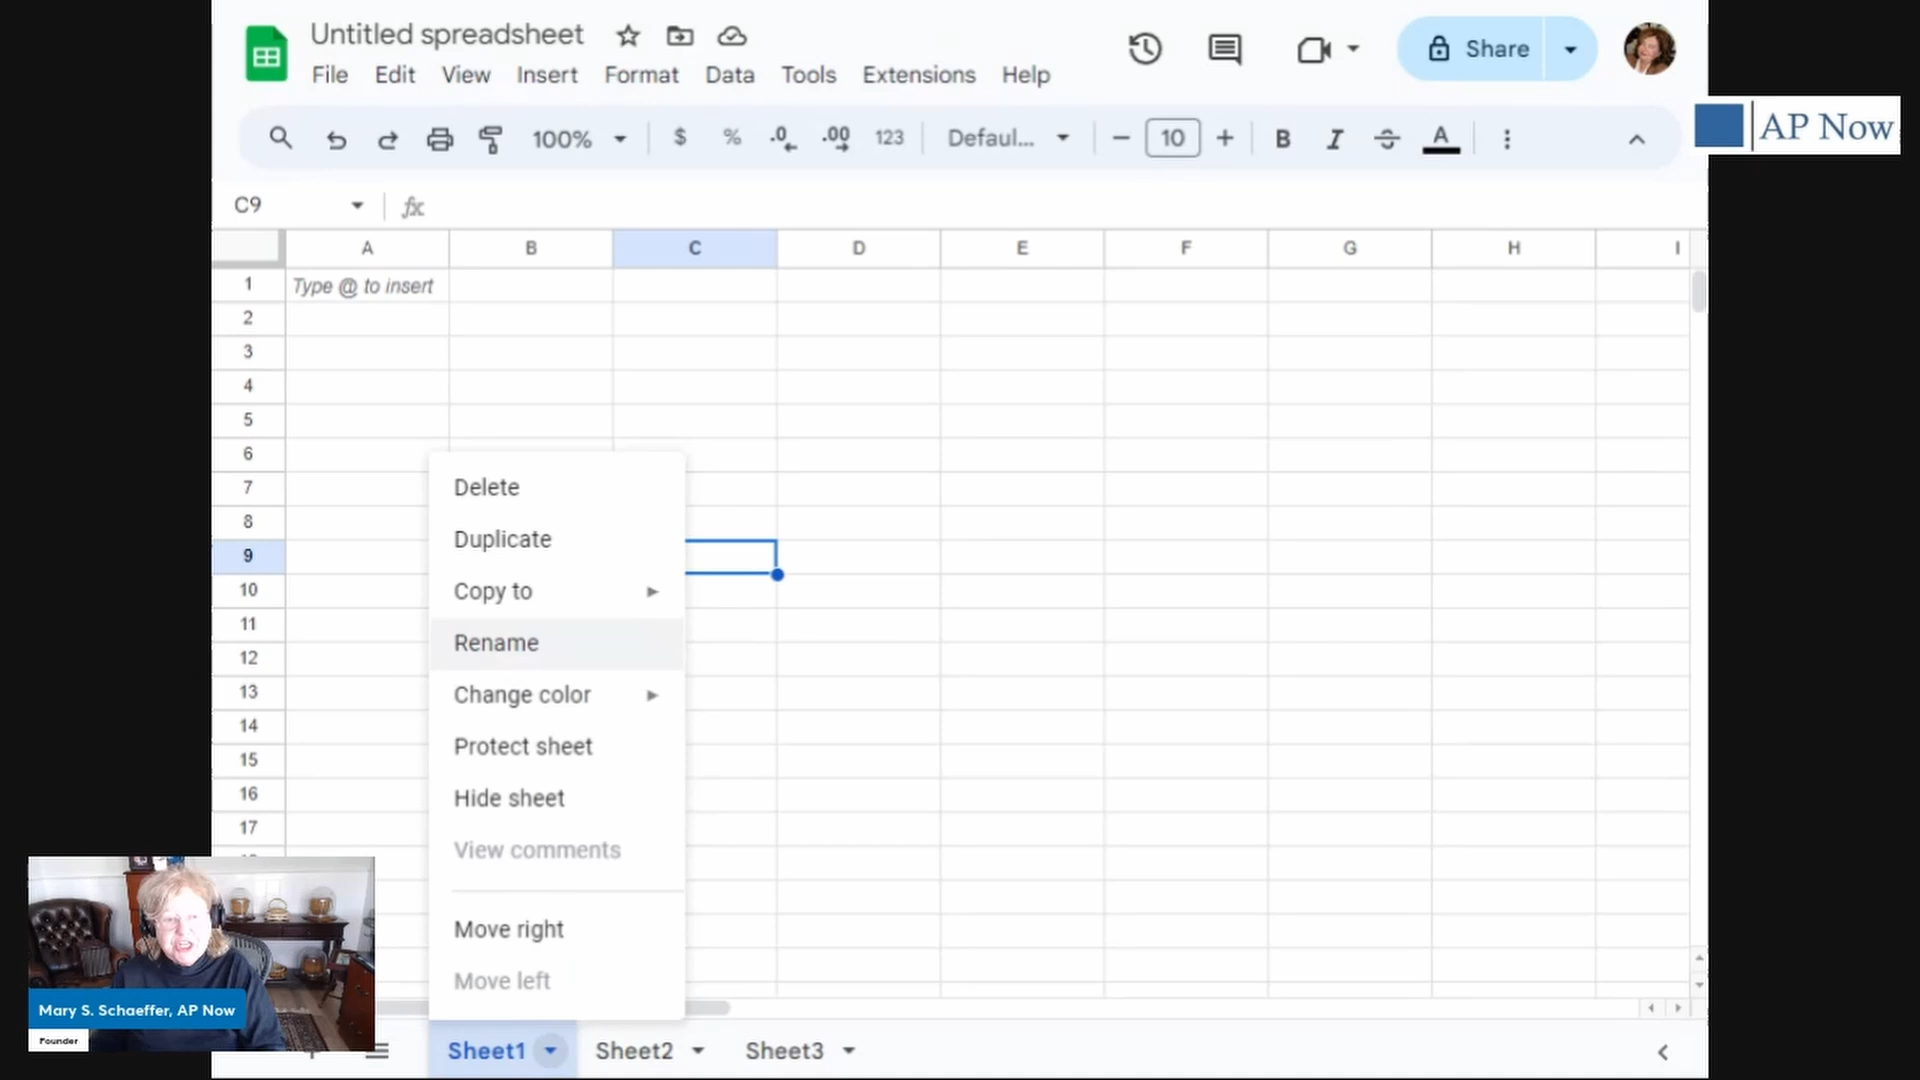 Untitled spreadsheet
File Edit View Insert Format Data Tools Extensions Help
Share
AP Now
100% $ % .0 .00 123 Defaul... 10 B I A
C9 fx
A B C D E F G H I
1 Type @ to insert
2
3
4
5
6
7
8
9
10
11
12
13
14
15
16
17
Delete
Duplicate
Copy to
Rename
Change color
Protect sheet
Hide sheet
View comments
Move right
Move left
Mary S. Schaeffer, AP Now
Founder
Sheet1 Sheet2 Sheet3